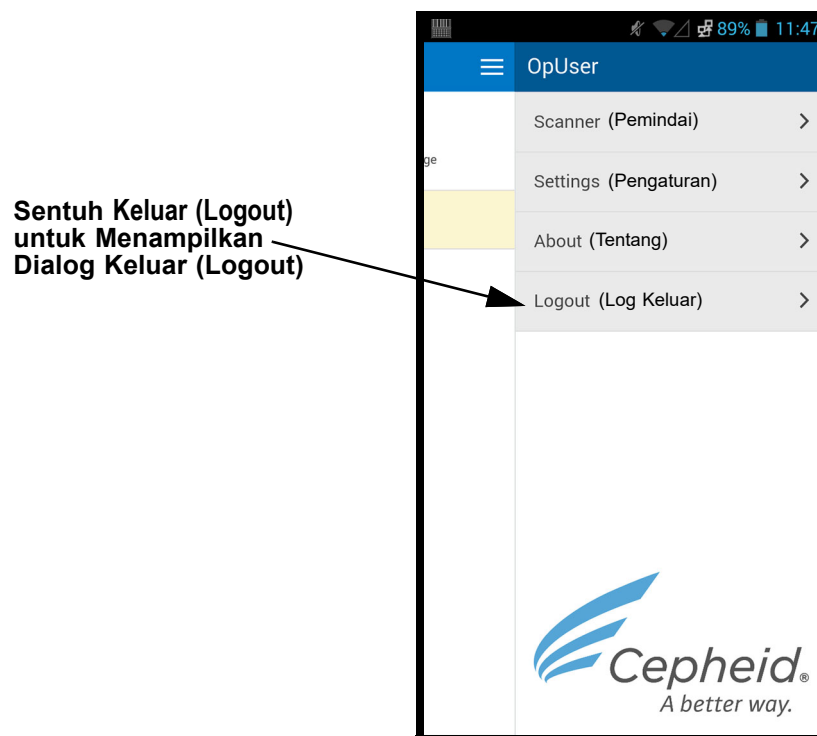 89% 11:47
OpUser
Scanner (Pemindai)
ge
Settings (Pengaturan)
Sentuh Keluar (Logout)
untuk Menampilkan
Dialog Keluar (Logout)
About (Tentang)
Logout (Log Keluar)
Cepheid®
A better way.